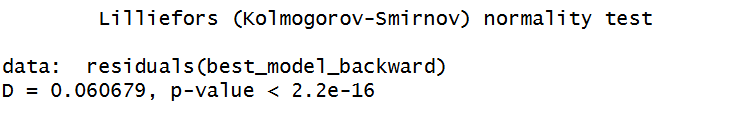 Lilliefors (Kolmogorov-Smirnov) normality test
data: residuals(best_model_backward)
D = 0.060679, p-value < 2.2e-16